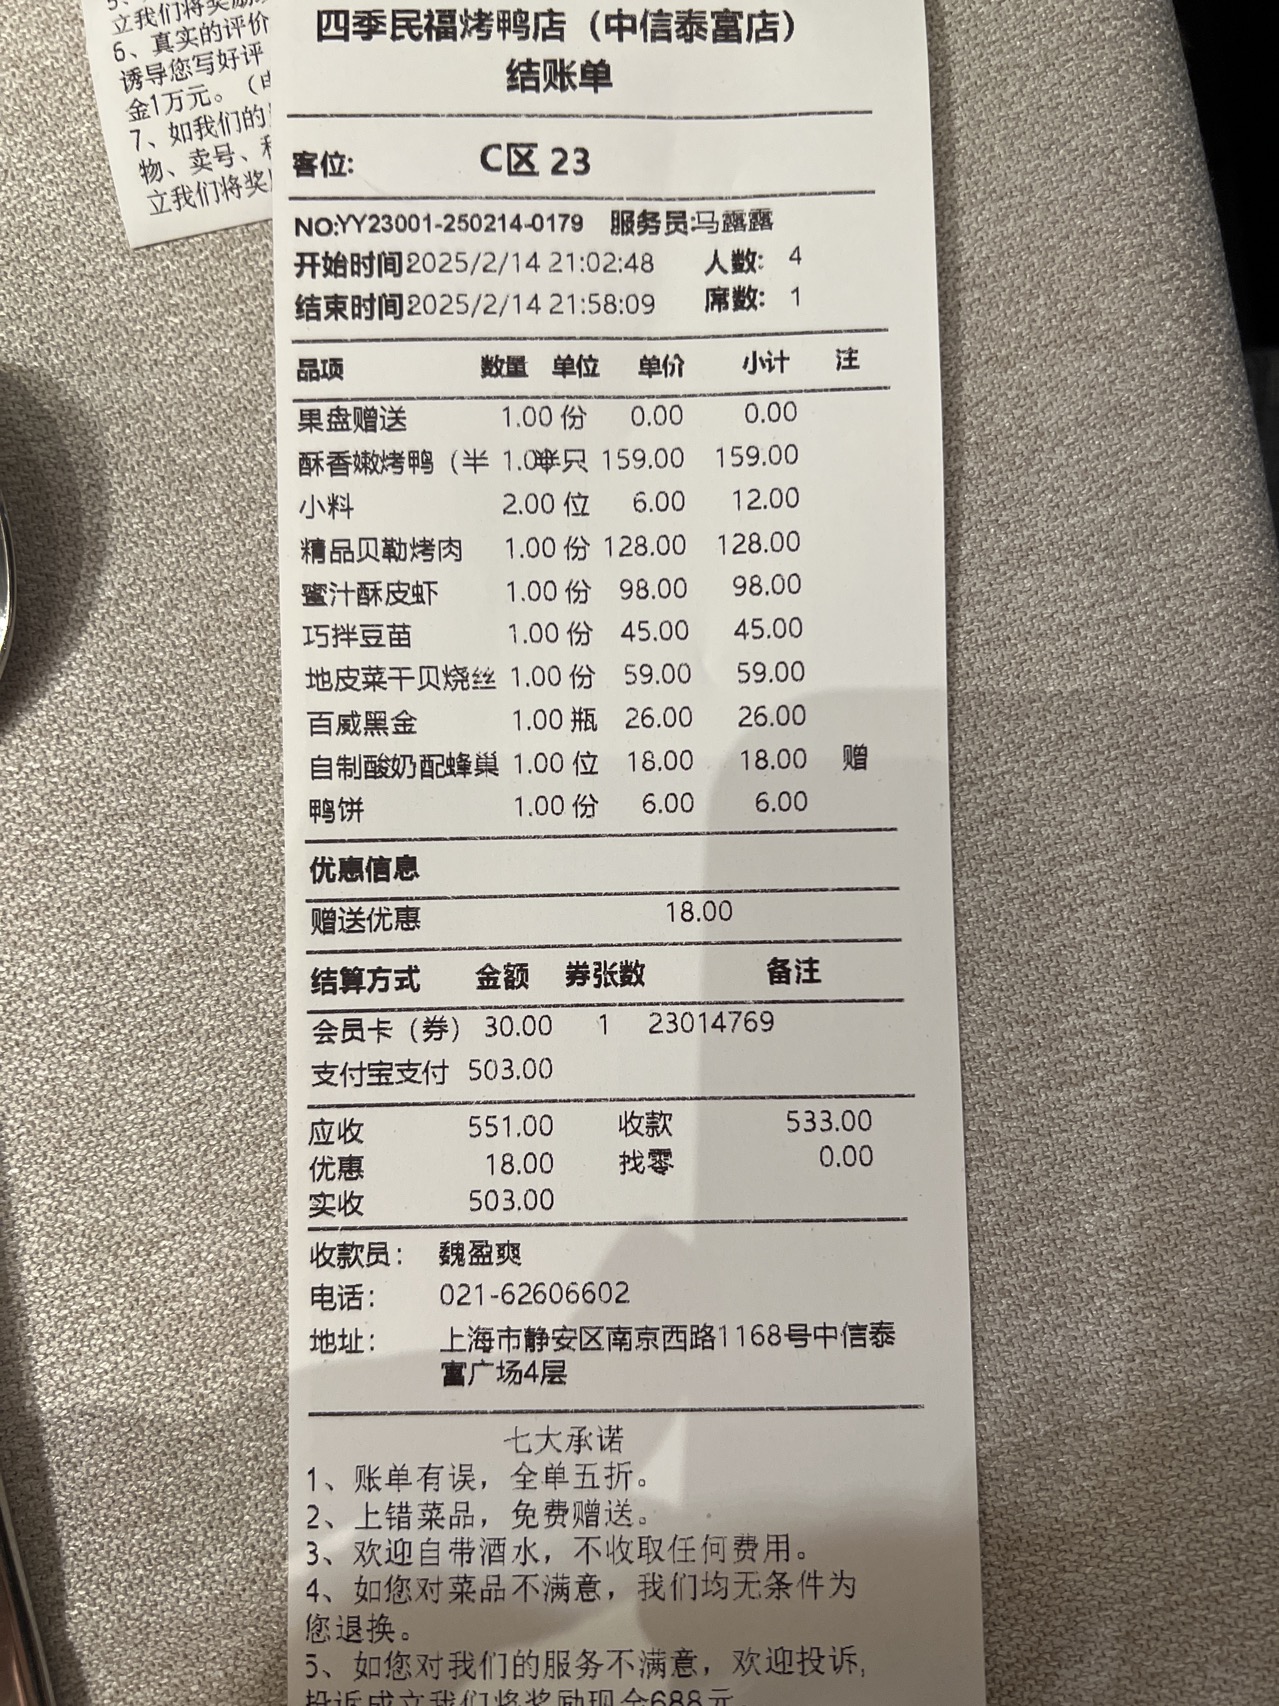 立我们将奖励
6、真实的评价
诱导您写好评
金1万元。（
7、如我们的
物、卖号、
立我们将奖
四季民福烤鸭店（中信泰富店）
结账单
客位: C区 23
NO:YY23001-250214-0179 服务员:马露露
开始时间2025/2/14 21:02:48 人数: 4
结束时间2025/2/14 21:58:09 席数: 1
品项 数量 单位 单价 小计 注
果盘赠送 1.00 份 0.00 0.00
酥香嫩烤鸭（半 1.00半只 159.00 159.00
小料 2.00 位 6.00 12.00
精品贝勒烤肉 1.00 份 128.00 128.00
蜜汁酥皮虾 1.00 份 98.00 98.00
巧拌豆苗 1.00 份 45.00 45.00
地皮菜干贝烧丝 1.00 份 59.00 59.00
百威黑金 1.00 瓶 26.00 26.00
自制酸奶配蜂巢 1.00 位 18.00 18.00 赠
鸭饼 1.00 份 6.00 6.00
优惠信息
赠送优惠 18.00
结算方式 金额 券张数 备注
会员卡（券） 30.00 1 23014769
支付宝支付 503.00
应收 551.00 收款 533.00
优惠 18.00 找零 0.00
实收 503.00
收款员: 魏盈爽
电话: 021-62606602
地址: 上海市静安区南京西路1168号中信泰
富广场4层
七大承诺
1、账单有误，全单五折。
2、上错菜品，免费赠送。
3、欢迎自带酒水，不收取任何费用。
4、如您对菜品不满意，我们均无条件为
您退换。
5、如您对我们的服务不满意，欢迎投诉,
投诉成立我们将奖励现金688元